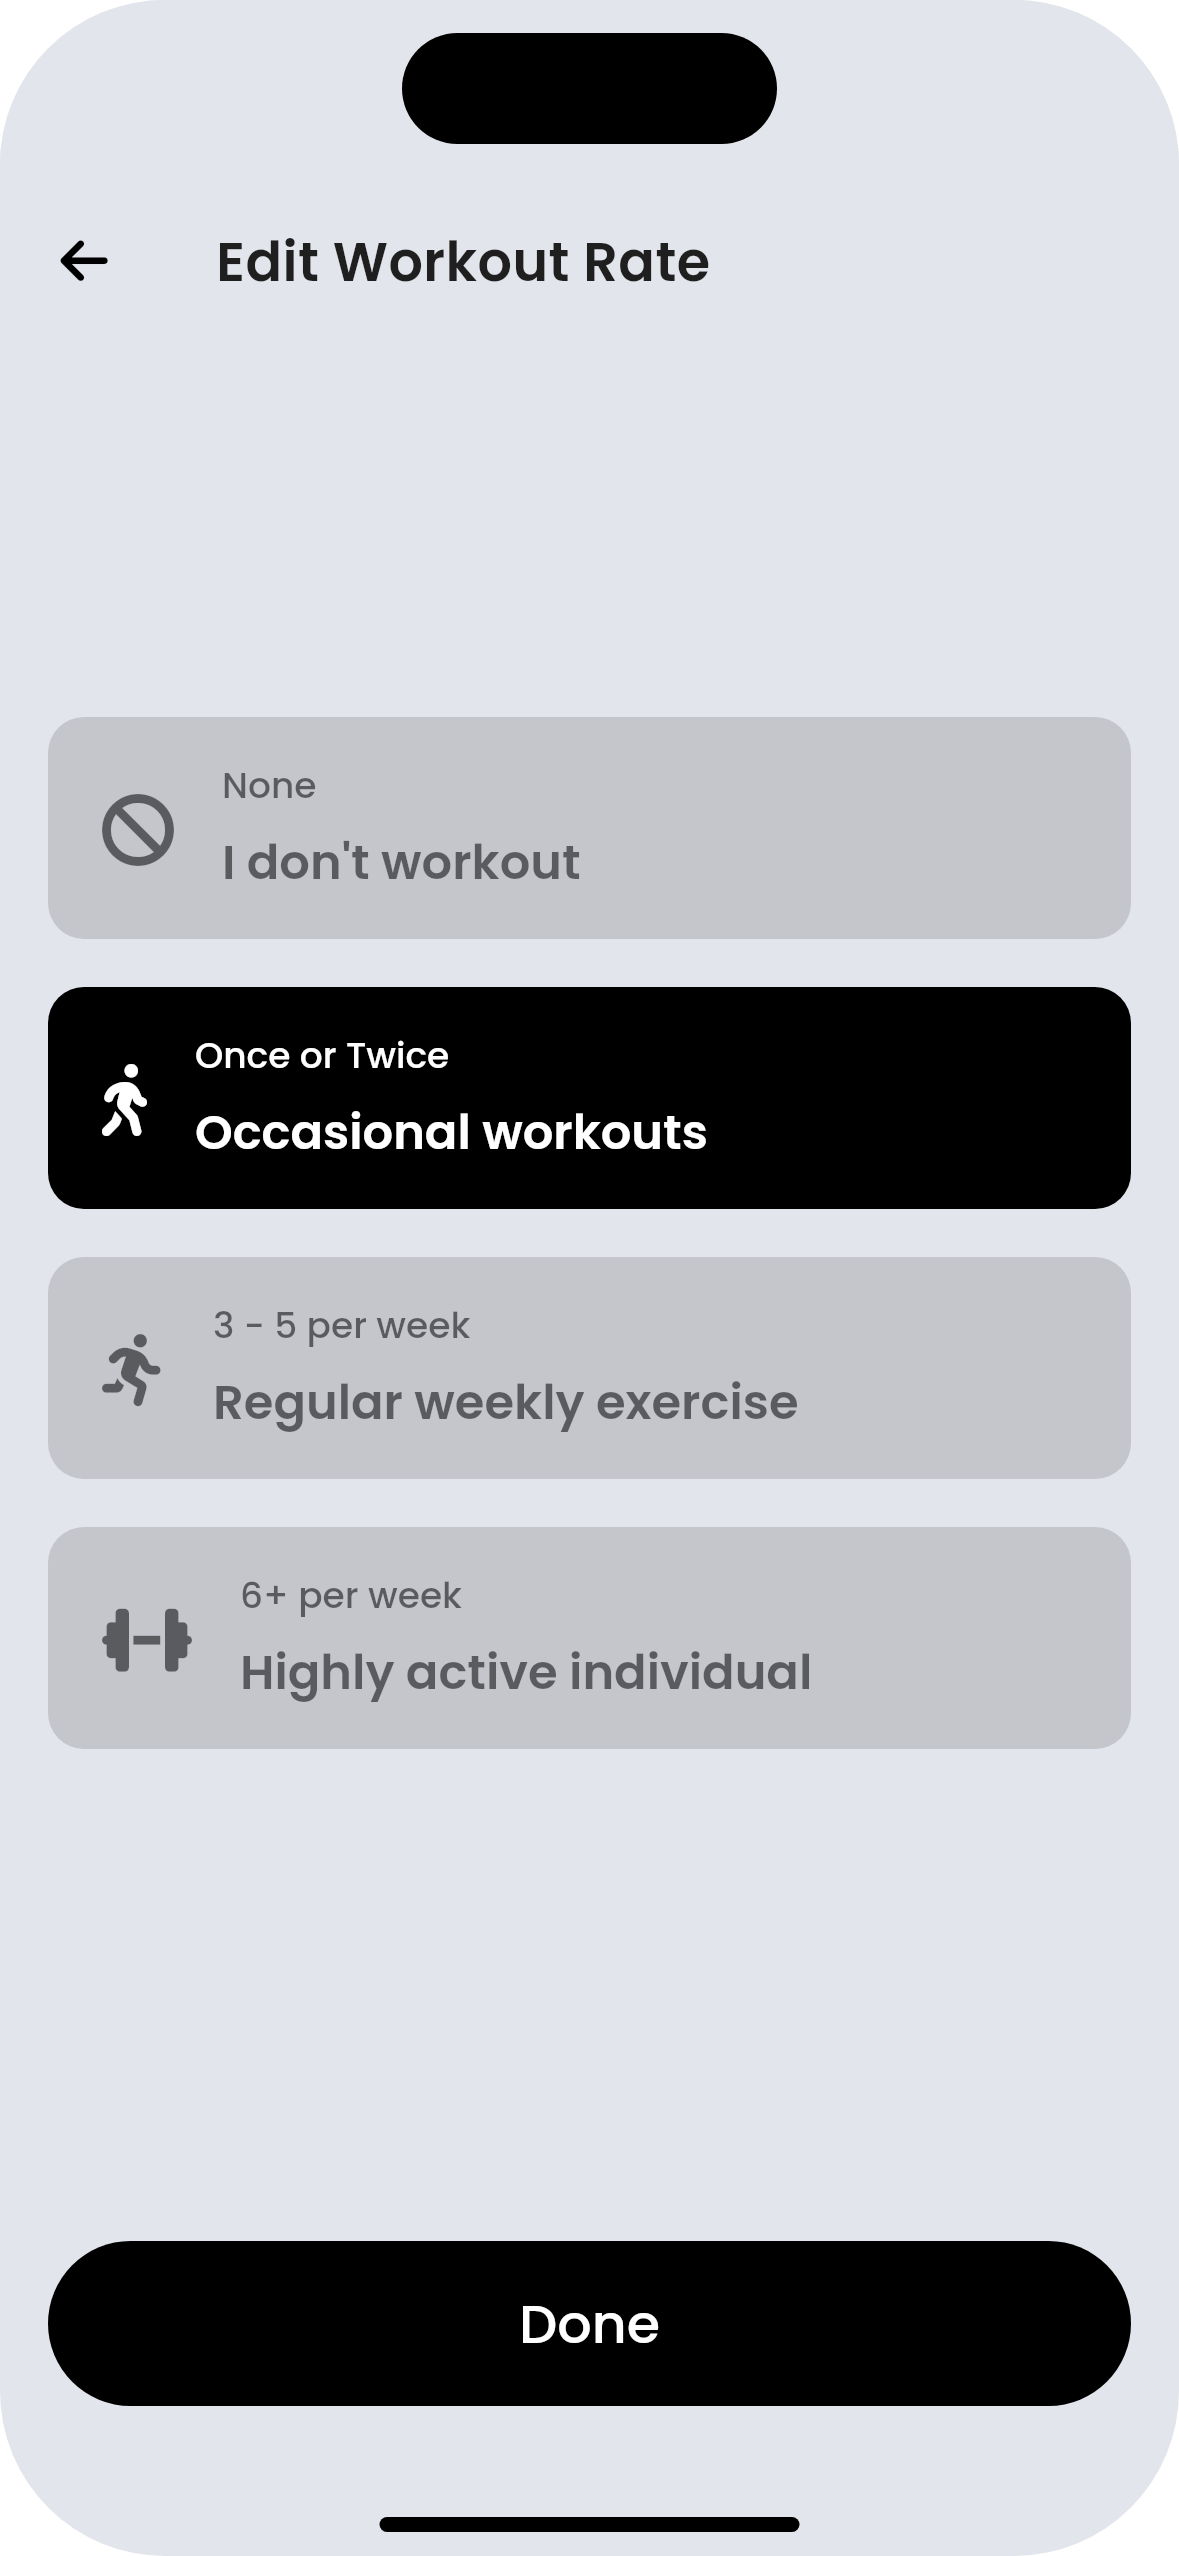 Edit Workout Rate
None
I don't workout
Once or Twice
Occasional workouts
3 - 5 per week
Regular weekly exercise
6+ per week
Highly active individual
Done